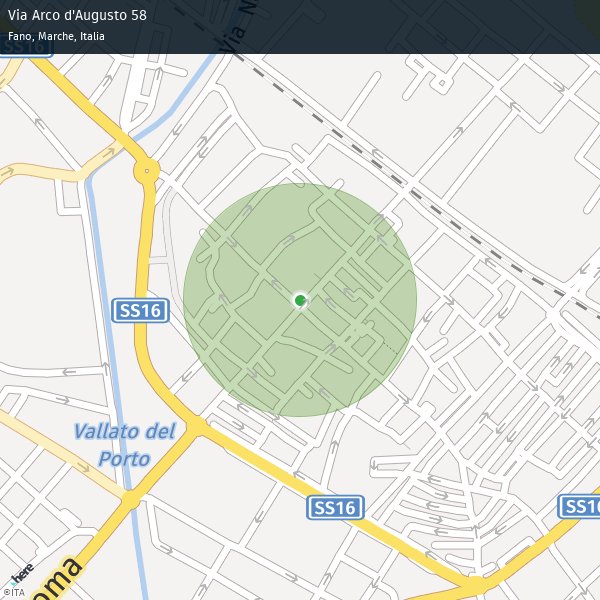 Via Arco d'Augusto 58
Fano, Marche, Italia
SS16
Via N
SS16
Vallato del
Porto
SS16
SS16
oma
here
©ITA